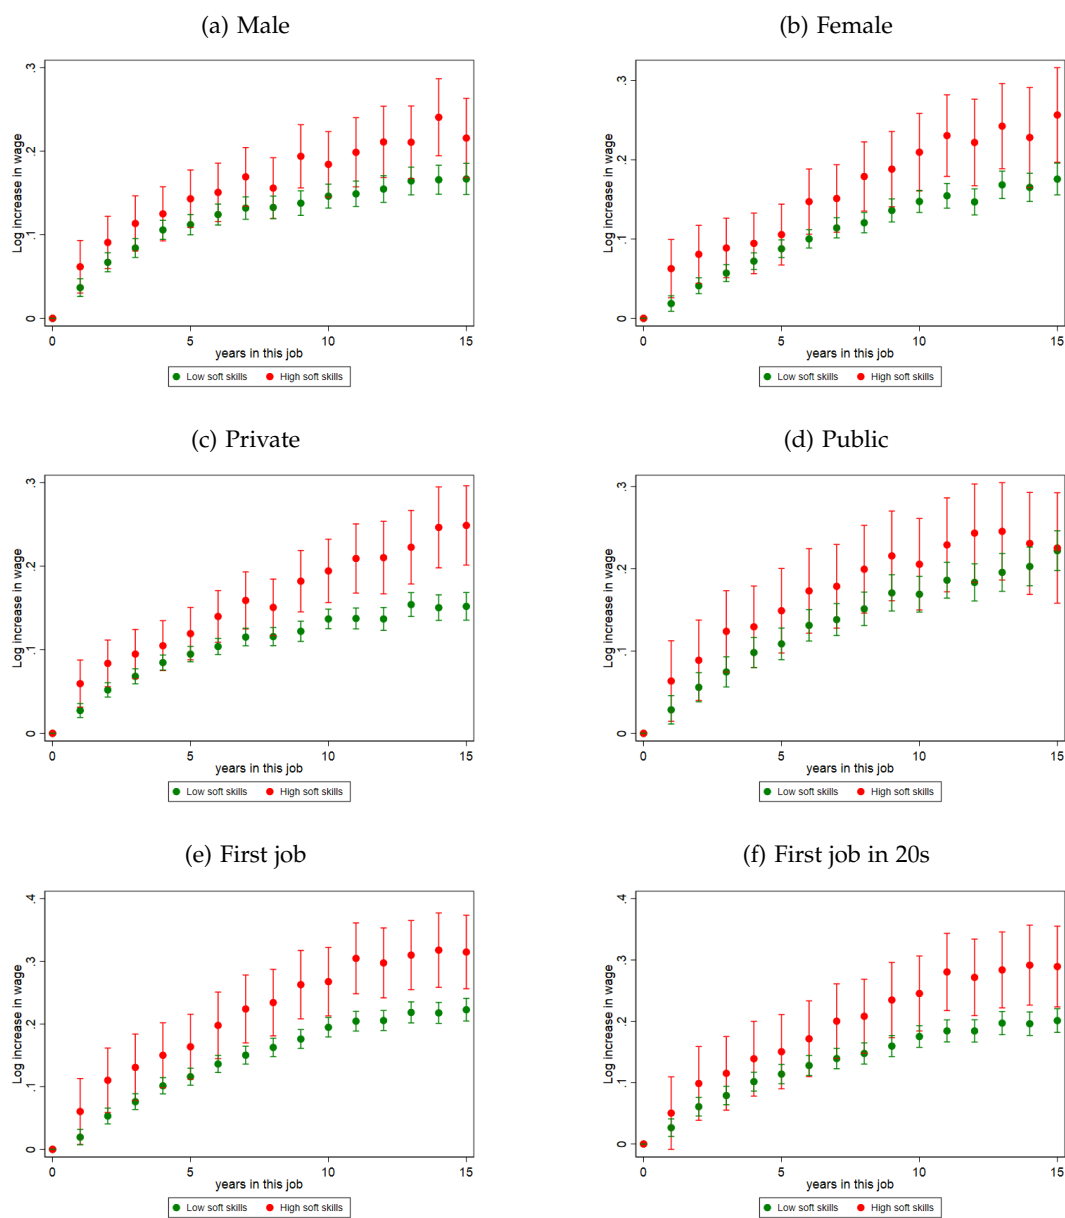 (a) Male
Log increase in wage
0
.1
.2
.3
0
5
10
15
years in this job
Low soft skills
High soft skills
(b) Female
Log increase in wage
0
.1
.2
.3
0
5
10
15
years in this job
Low soft skills
High soft skills
(c) Private
Log increase in wage
0
.1
.2
.3
0
5
10
15
years in this job
Low soft skills
High soft skills
(d) Public
Log increase in wage
0
.1
.2
.3
0
5
10
15
years in this job
Low soft skills
High soft skills
(e) First job
Log increase in wage
0
.1
.2
.3
.4
0
5
10
15
years in this job
Low soft skills
High soft skills
(f) First job in 20s
Log increase in wage
0
.1
.2
.3
.4
0
5
10
15
years in this job
Low soft skills
High soft skills